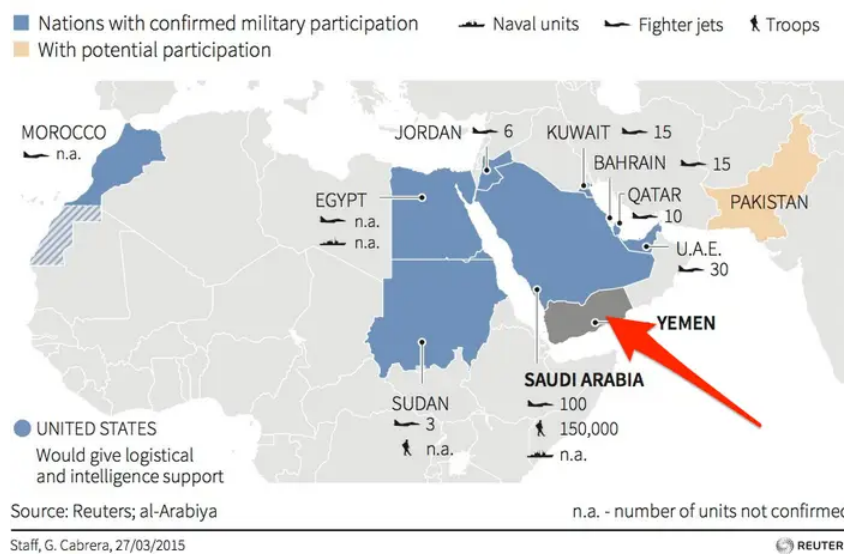 Nations with confirmed military participation
Naval units
Fighter jets
Troops
With potential participation
MOROCCO
n.a.
JORDAN 6
KUWAIT 15
BAHRAIN 15
QATAR
10
EGYPT
n.a.
n.a.
PAKISTAN
U.A.E.
30
YEMEN
SAUDI ARABIA
100
150,000
n.a.
SUDAN
3
n.a.
UNITED STATES
Would give logistical
and intelligence support
Source: Reuters; al-Arabiya
n.a. - number of units not confirmed
Staff, G. Cabrera, 27/03/2015
REUTER